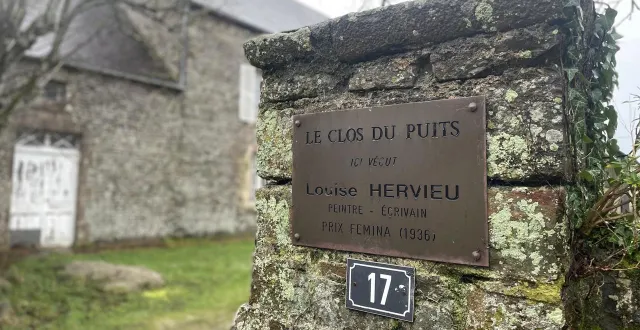 LE CLOS DU PUITS
ICI VÉCUT
Louise HERVIEU
PEINTRE - ÉCRIVAIN
PRIX FEMINA (1936)
17